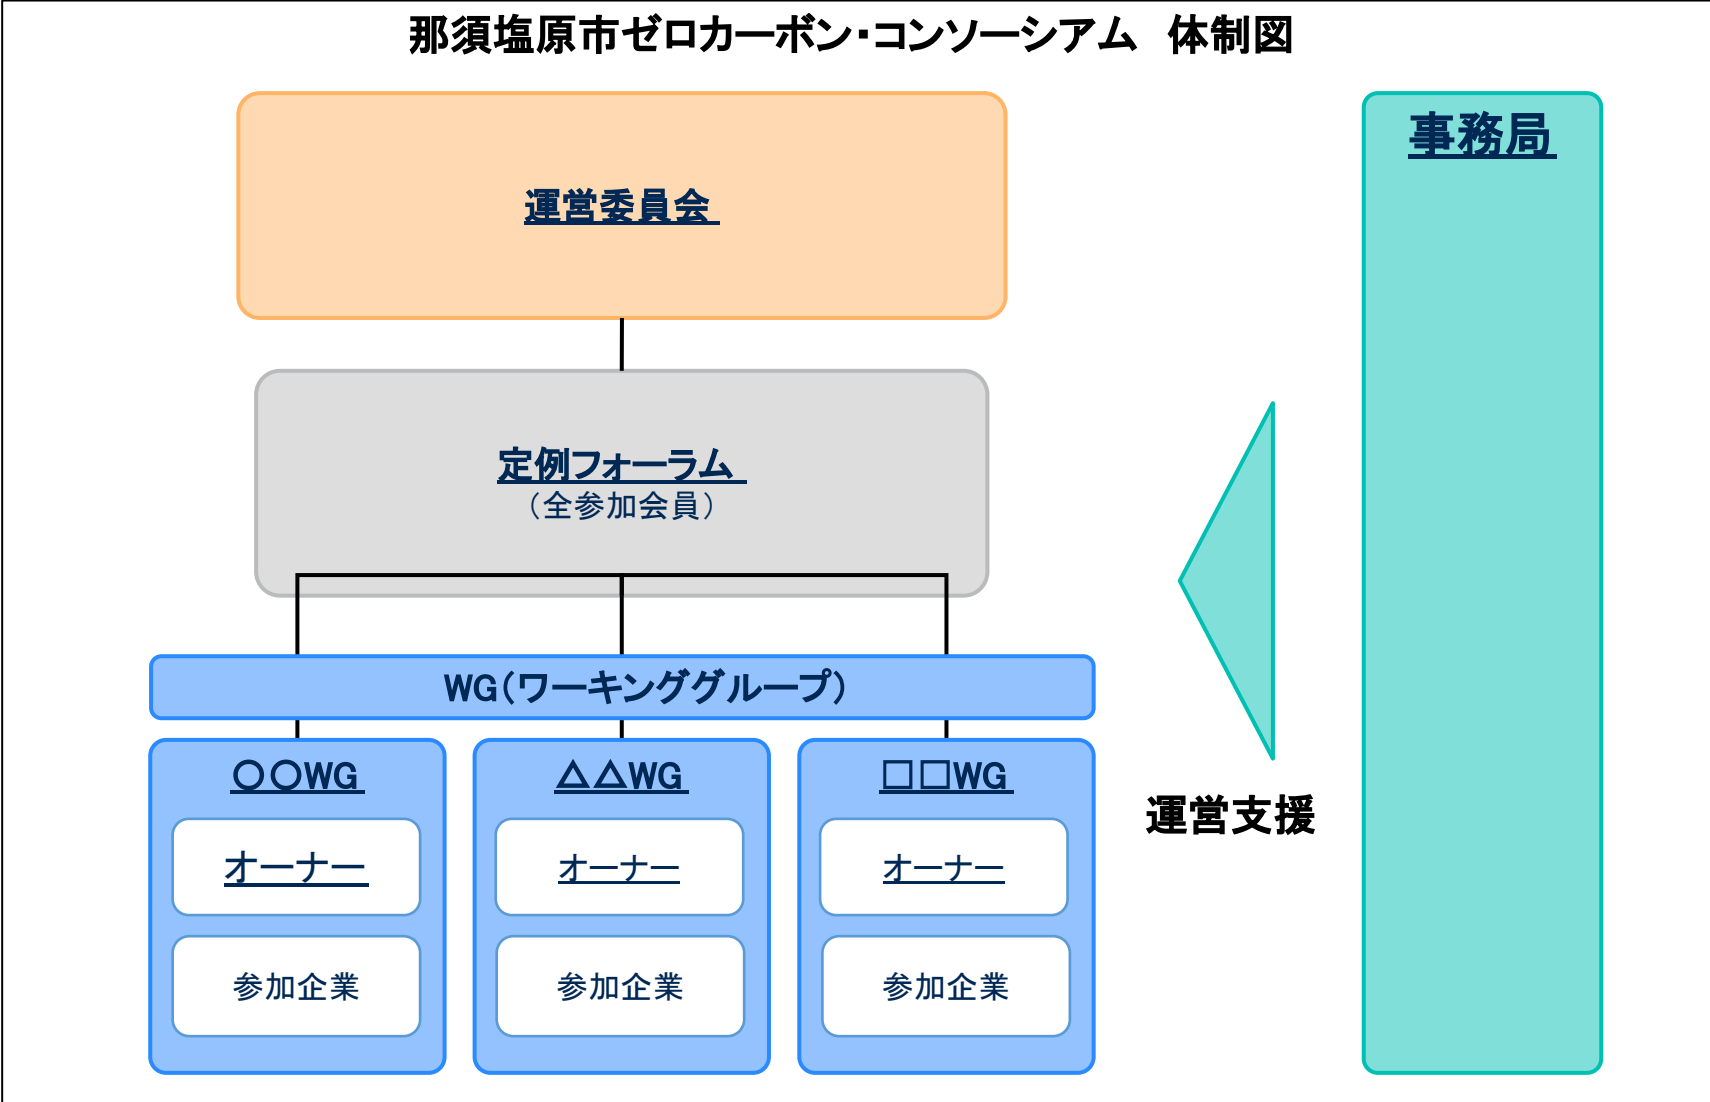 那須塩原市ゼロカーボン・コンソーシアム　体制図
運営委員会
定例フォーラム
（全参加会員）
WG（ワーキンググループ）
〇〇WG
オーナー
参加企業
△△WG
オーナー
参加企業
□□WG
オーナー
参加企業
運営支援
事務局